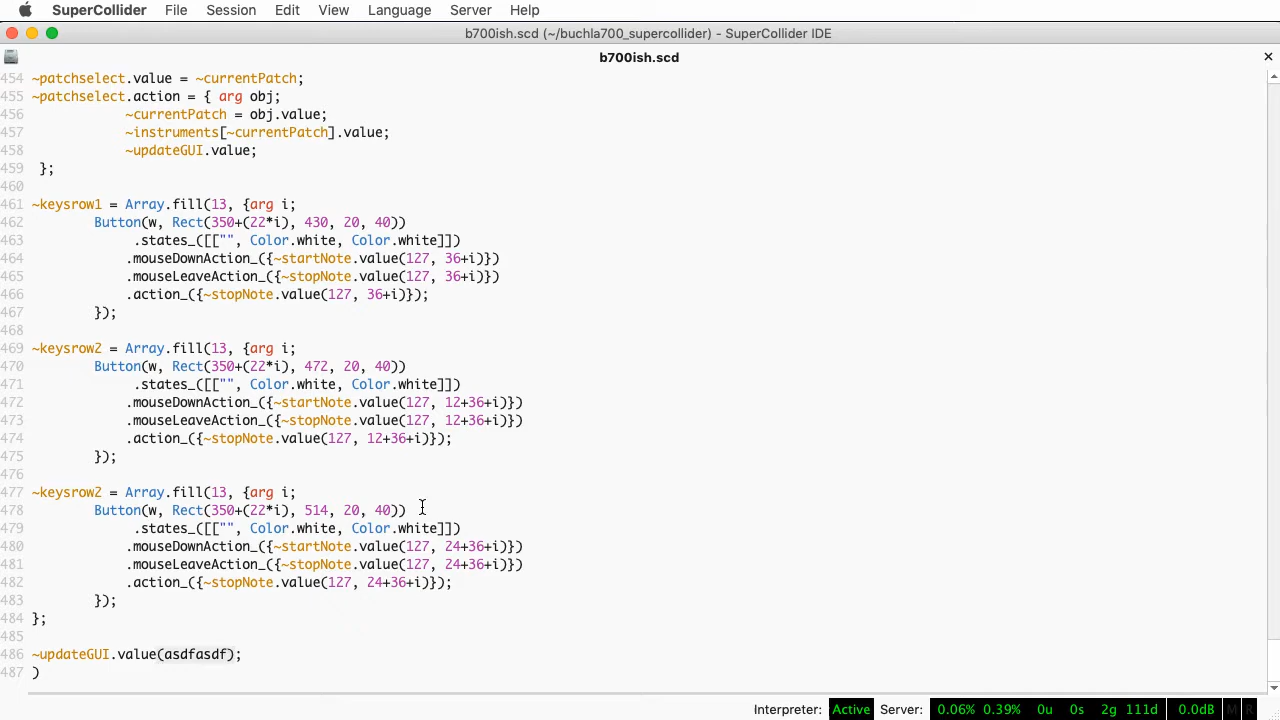 SuperCollider File Session Edit View Language Server Help
b700ish.scd (~/buchla700_supercollider) - SuperCollider IDE
b700ish.scd
454 ~patchselect.value = ~currentPatch;
455 ~patchselect.action = { arg obj;
456 ~currentPatch = obj.value;
457 ~instruments[~currentPatch].value;
458 ~updateGUI.value;
459 };
460
461 ~keysrow1 = Array.fill(13, {arg i;
462 Button(w, Rect(350+(22*i), 430, 20, 40))
463 .states_([["", Color.white, Color.white]])
464 .mouseDownAction_({~startNote.value(127, 36+i)})
465 .mouseLeaveAction_({~stopNote.value(127, 36+i)})
466 .action_({~stopNote.value(127, 36+i)});
467 });
468
469 ~keysrow2 = Array.fill(13, {arg i;
470 Button(w, Rect(350+(22*i), 472, 20, 40))
471 .states_([["", Color.white, Color.white]])
472 .mouseDownAction_({~startNote.value(127, 12+36+i)})
473 .mouseLeaveAction_({~stopNote.value(127, 12+36+i)})
474 .action_({~stopNote.value(127, 12+36+i)});
475 });
476
477 ~keysrow2 = Array.fill(13, {arg i;
478 Button(w, Rect(350+(22*i), 514, 20, 40))
479 .states_([["", Color.white, Color.white]])
480 .mouseDownAction_({~startNote.value(127, 24+36+i)})
481 .mouseLeaveAction_({~stopNote.value(127, 24+36+i)})
482 .action_({~stopNote.value(127, 24+36+i)});
483 });
484 };
485
486 ~updateGUI.value(asdfasdf);
487 )
Interpreter: Active Server: 0.06% 0.39% 0u 0s 2g 111d 0.0dB M R